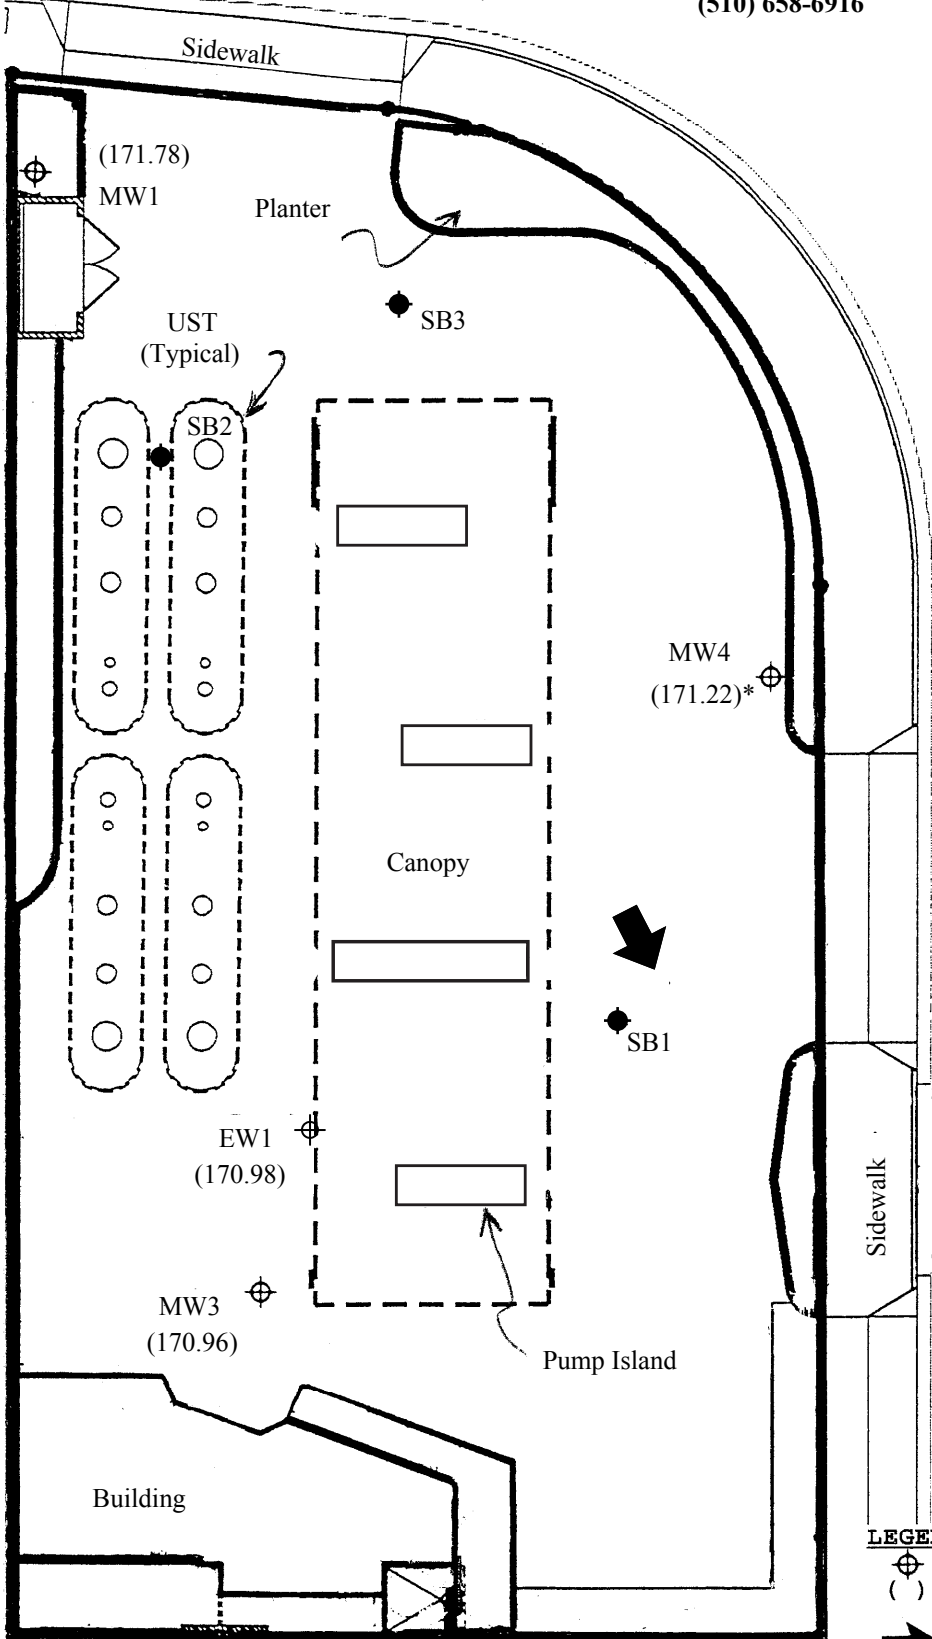 (510) 658-6916
Sidewalk
(171.78)
MW1
Planter
SB3
UST
(Typical)
SB2
MW4
(171.22)*
Canopy
SB1
EW1
(170.98)
Sidewalk
MW3
(170.96)
Pump Island
Building
( )